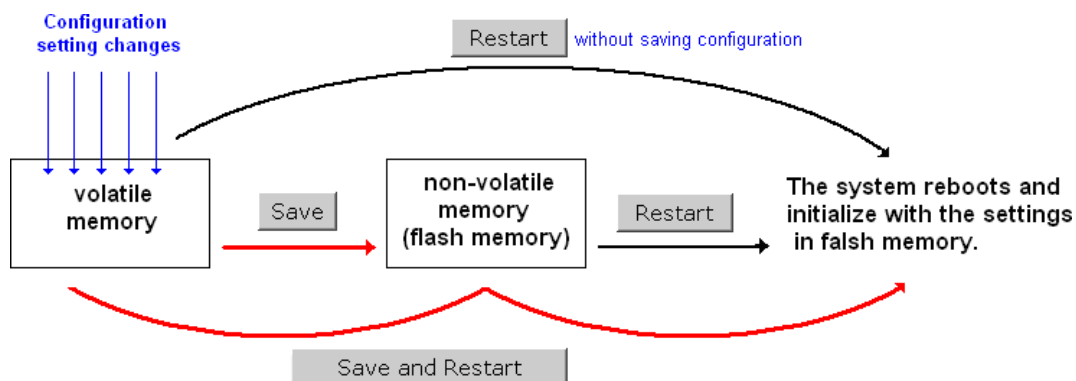 Configuration
setting changes
Restart
without saving configuration
volatile
memory
Save
non-volatile
memory
(flash memory)
Restart
The system reboots and
initialize with the settings
in falsh memory.
Save and Restart